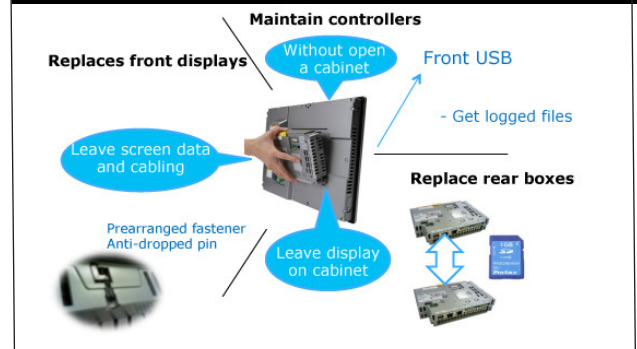 Maintain controllers
Without open
a cabinet
Replaces front displays
Front USB
- Get logged files
Leave screen data
and cabling
Replace rear boxes
Prearranged fastener
Anti-dropped pin
Leave display
on cabinet